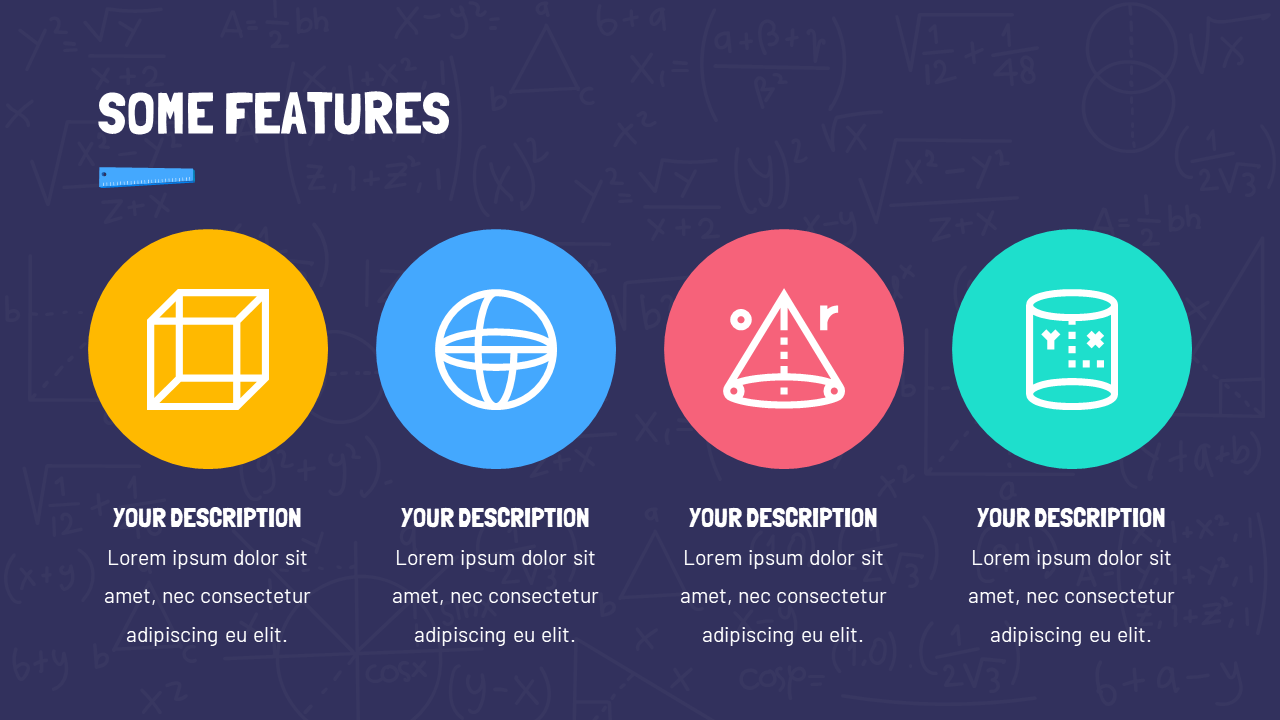 SOME FEATURES
o r
Y X
YOUR DESCRIPTION
Lorem ipsum dolor sit
amet, nec consectetur
adipiscing eu elit.
YOUR DESCRIPTION
Lorem ipsum dolor sit
amet, nec consectetur
adipiscing eu elit.
YOUR DESCRIPTION
Lorem ipsum dolor sit
amet, nec consectetur
adipiscing eu elit.
YOUR DESCRIPTION
Lorem ipsum dolor sit
amet, nec consectetur
adipiscing eu elit.